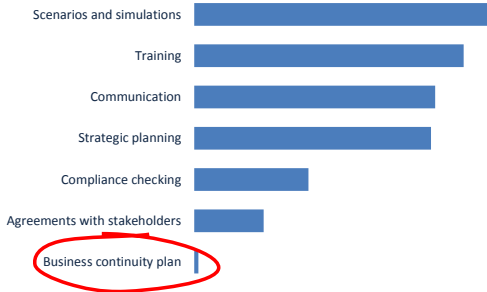 Scenarios and simulations
Training
Communication
Strategic planning
Compliance checking
Agreements with stakeholders
Business continuity plan